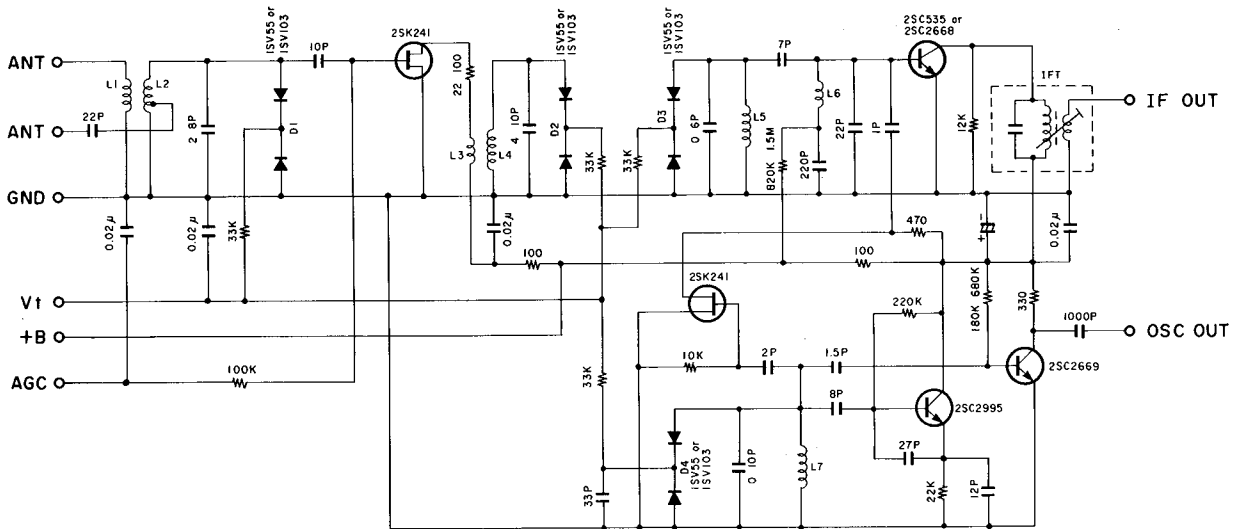 ANT
ANT
GND
Vt
+B
AGC
L1
L2
22P
2 8P
1SV55 or
1SV103
D1
10P
2SK241
22 100
L3
L4
4 10P
1SV55 or
1SV103
D2
33K
33K
1SV55 or
1SV103
D3
0 6P
L5
7P
L6
820K 1.5M
220P
22P
1P
2SC535 or
2SC2668
12K
IFT
IF OUT
0.02μ
0.02μ
33K
0.02μ
100
470
100
- +
0.02μ
2SK241
220K
180K 680K
330
1000P
OSC OUT
100K
33K
10K
2P
1.5P
2SC2669
8P
2SC2995
D4
1SV55 or
1SV103
0 10P
L7
27P
33P
22K
12P